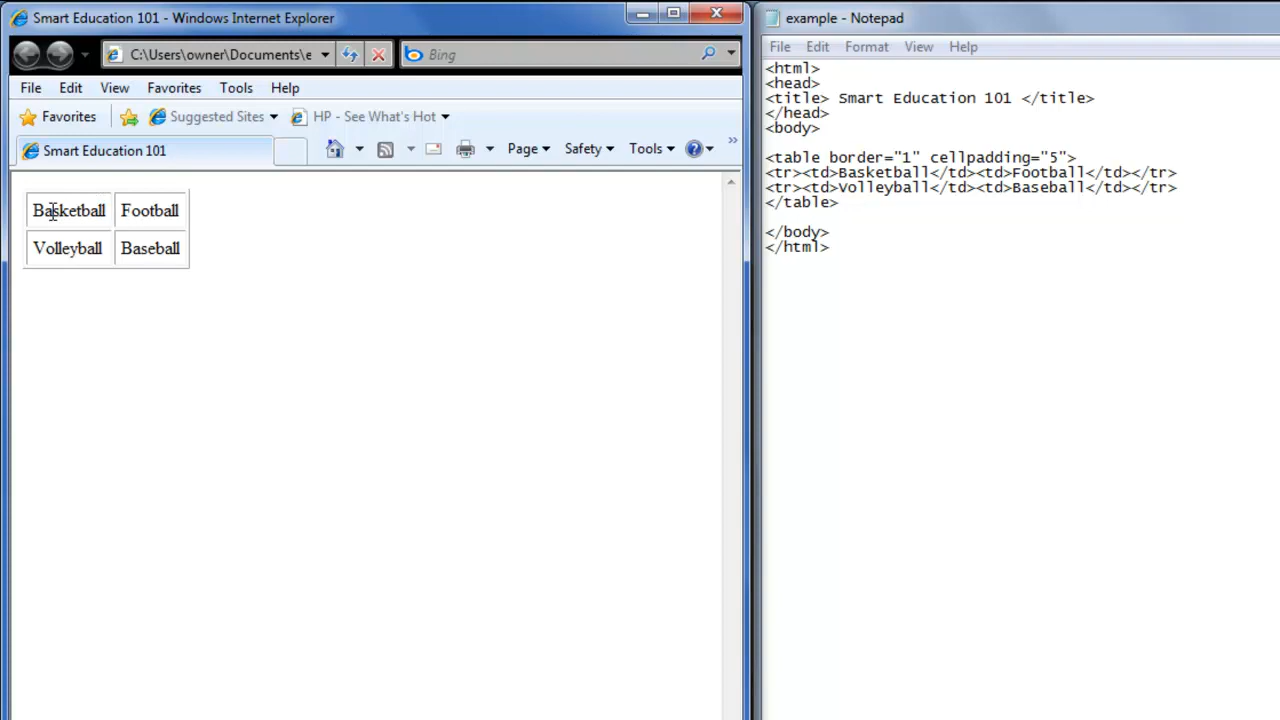 Smart Education 101 - Windows Internet Explorer
C:\Users\owner\Documents\e
Bing
File Edit View Favorites Tools Help
Favorites Suggested Sites HP - See What's Hot
Smart Education 101 Page Safety Tools
Basketball Football
Volleyball Baseball
example - Notepad
File Edit Format View Help
<html>
<head>
<title> Smart Education 101 </title>
</head>
<body>
<table border="1" cellpadding="5">
<tr><td>Basketball</td><td>Football</td></tr>
<tr><td>Volleyball</td><td>Baseball</td></tr>
</table>
</body>
</html>